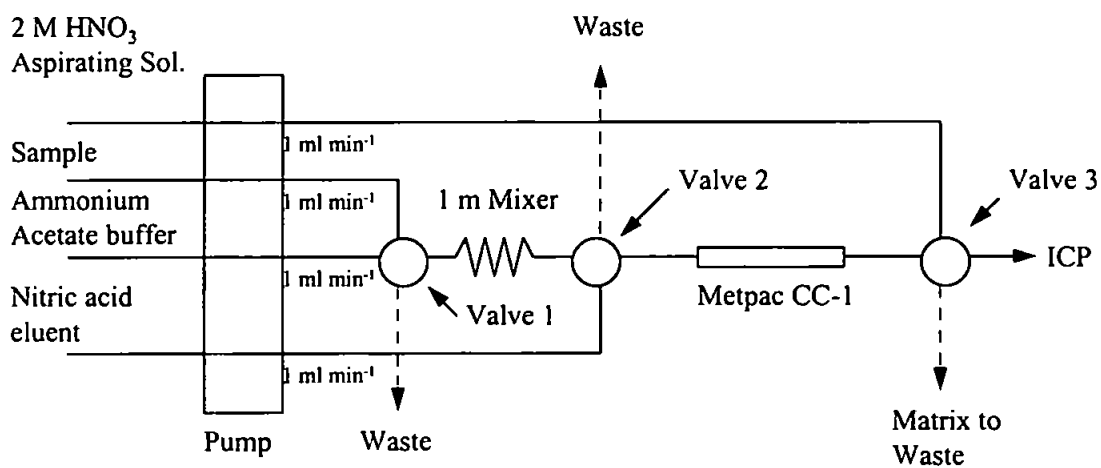 2 M HNO₃
Aspirating Sol.
Waste
1 ml min⁻¹
Sample
Valve 2
Valve 3
1 ml min⁻¹
1 m Mixer
Ammonium
Acetate buffer
ICP
1 ml min⁻¹
Metpac CC-1
Nitric acid
eluent
Valve 1
1 ml min⁻¹
Pump
Waste
Matrix to
Waste